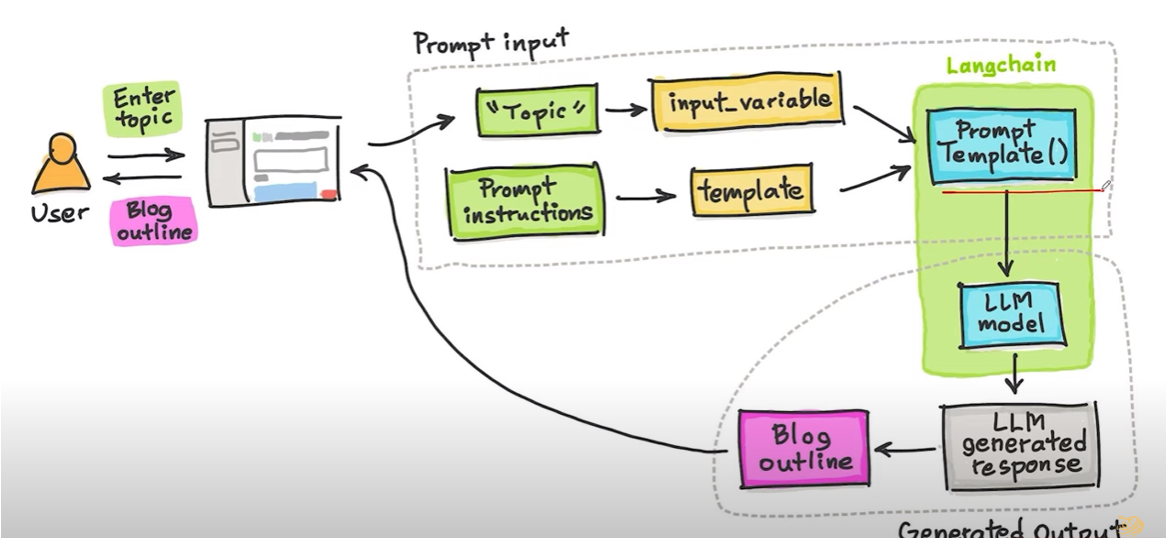 Prompt input
Langchain
Enter
topic
"Topic"
input_variable
Prompt
Template()
User
Blog
outline
Prompt
instructions
template
LLM
model
Blog
outline
LLM
generated
response
Generated Output